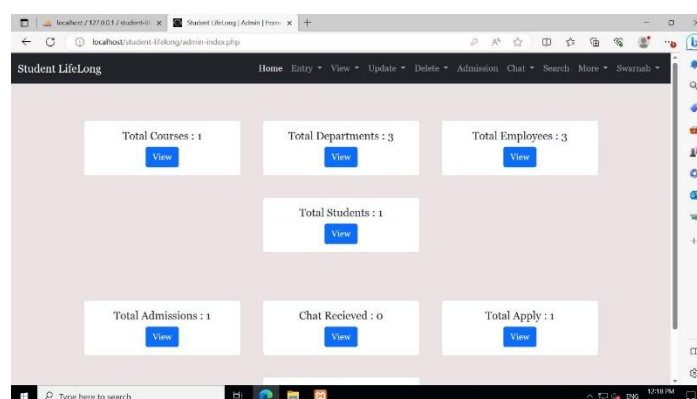 localhost / 127.0.0.1 / student-li
Student LifeLong | Admin | Home
localhost/student-lifelong/admin-index.php
Student LifeLong
Home Entry View Update Delete Admission Chat Search More Swarnab
Total Courses : 1
Total Departments : 3
Total Employees : 3
View
View
View
Total Students : 1
View
Total Admissions : 1
Chat Recieved : 0
Total Apply : 1
View
View
View
Type here to search
ENG
12:18 PM